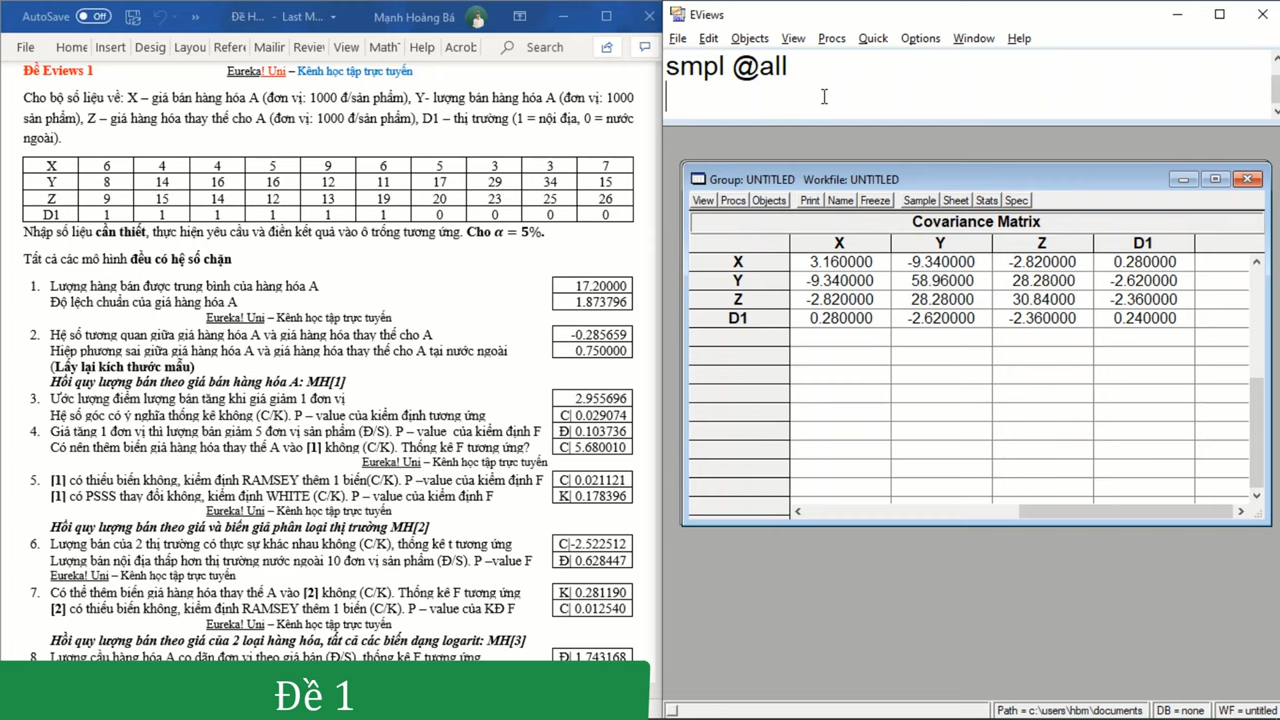 AutoSave Off Đề H... - Last M... Mạnh Hoàng Bá
File Home Insert Desig Layou Referen Mailin Review View Math Help Acrob Search
Đề Eviews 1 Eureka! Uni – Kênh học tập trực tuyến
Cho bộ số liệu về: X – giá bán hàng hóa A (đơn vị: 1000 đ/sản phẩm), Y- lượng bán hàng hóa A (đơn vị: 1000
sản phẩm), Z – giá hàng hóa thay thế cho A (đơn vị: 1000 đ/sản phẩm), D1 – thị trường (1 = nội địa, 0 = nước
ngoài).
X 6 4 4 5 9 6 5 3 3 7
Y 8 14 16 16 12 11 17 29 34 15
Z 9 15 14 12 13 19 20 23 25 26
D1 1 1 1 1 1 1 0 0 0 0
Nhập số liệu cần thiết, thực hiện yêu cầu và điền kết quả vào ô trống tương ứng. Cho α = 5%.
Tất cả các mô hình đều có hệ số chặn
1. Lượng hàng bán được trung bình của hàng hóa A 17.20000
Độ lệch chuẩn của giá hàng hóa A 1.873796
Eureka! Uni – Kênh học tập trực tuyến
2. Hệ số tương quan giữa giá hàng hóa A và giá hàng hóa thay thế cho A -0.285659
Hiệp phương sai giữa giá hàng hóa A và giá hàng hóa thay thế cho A tại nước ngoài 0.750000
(Lấy lại kích thước mẫu)
Hồi quy lượng bán theo giá bán hàng hóa A: MH[1]
3. Ước lượng điểm lượng bán tăng khi giá giảm 1 đơn vị 2.955696
Hệ số góc có ý nghĩa thống kê không (C/K). P – value của kiểm định tương ứng C| 0.029074
4. Giá tăng 1 đơn vị thì lượng bán giảm 5 đơn vị sản phẩm (Đ/S). P – value của kiểm định F Đ| 0.103736
Có nên thêm biến giá hàng hóa thay thế A vào [1] không (C/K). Thống kê F tương ứng? C| 5.680010
Eureka! Uni – Kênh học tập trực tuyến
5. [1] có thiếu biến không, kiểm định RAMSEY thêm 1 biến(C/K). P –value của kiểm định F C| 0.021121
[1] có PSSS thay đổi không, kiểm định WHITE (C/K). P – value của kiểm định F K| 0.178396
Eureka! Uni – Kênh học tập trực tuyến
Hồi quy lượng bán theo giá và biến giả phân loại thị trường MH[2]
6. Lượng bán của 2 thị trường có thực sự khác nhau không (C/K), thống kê t tương ứng C|-2.522512
Lượng bán nội địa thấp hơn thị trường nước ngoài 10 đơn vị sản phẩm (Đ/S). P –value F Đ| 0.628447
Eureka! Uni – Kênh học tập trực tuyến
7. Có thể thêm biến giá hàng hóa thay thế A vào [2] không (C/K). Thống kê F tương ứng K| 0.281190
[2] có thiếu biến không, kiểm định RAMSEY thêm 1 biến (C/K). P – value của KĐ F C| 0.012540
Eureka! Uni – Kênh học tập trực tuyến
Hồi quy lượng bán theo giá của 2 loại hàng hóa, tất cả các biến dạng logarit: MH[3]
8. Lượng cầu hàng hóa A co dãn đơn vị theo giá bán (Đ/S), thống kê F tương ứng Đ| 1.743168
Đề 1
EViews
File Edit Objects View Procs Quick Options Window Help
smpl @all
Group: UNTITLED Workfile: UNTITLED
View Procs Objects Print Name Freeze Sample Sheet Stats Spec
Covariance Matrix
X Y Z D1
X 3.160000 -9.340000 -2.820000 0.280000
Y -9.340000 58.96000 28.28000 -2.620000
Z -2.820000 28.28000 30.84000 -2.360000
D1 0.280000 -2.620000 -2.360000 0.240000
Path = c:\users\hbm\documents DB = none WF = untitled